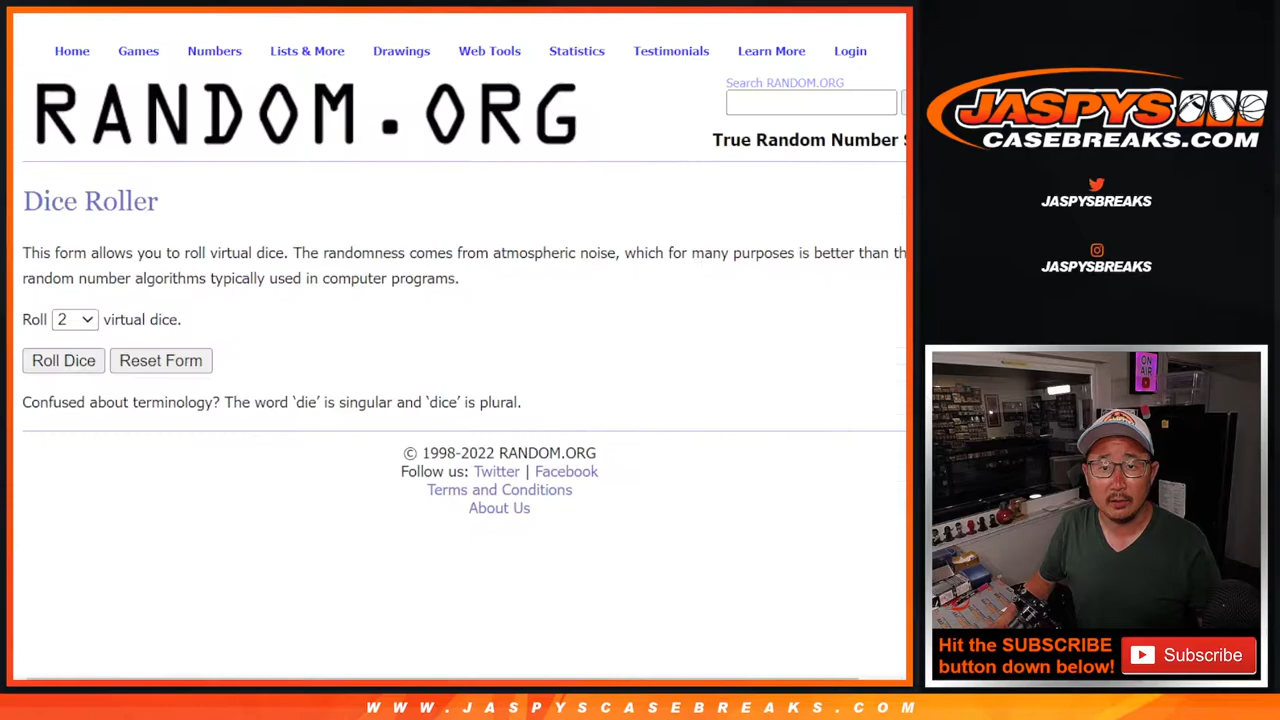 Home Games Numbers Lists & More Drawings Web Tools Statistics Testimonials Learn More Login
RANDOM.ORG
Search RANDOM.ORG
True Random Number
Dice Roller
This form allows you to roll virtual dice. The randomness comes from atmospheric noise, which for many purposes is better than th
random number algorithms typically used in computer programs.
Roll 2 virtual dice.
Roll Dice Reset Form
Confused about terminology? The word ‘die’ is singular and ‘dice’ is plural.
© 1998-2022 RANDOM.ORG
Follow us: Twitter | Facebook
Terms and Conditions
About Us
JASPYS
CASEBREAKS.COM
JASPYSBREAKS
JASPYSBREAKS
ON
AIR
Hit the SUBSCRIBE
button down below!
Subscribe
WWW.JASPYSCASEBREAKS.COM